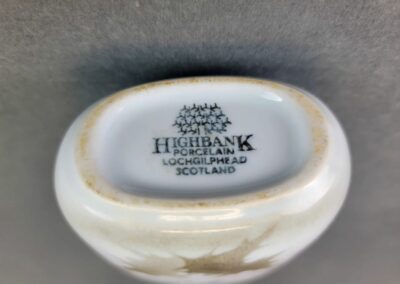 HIGHBANK
PORCELAIN
LOCHGILPHEAD
SCOTLAND